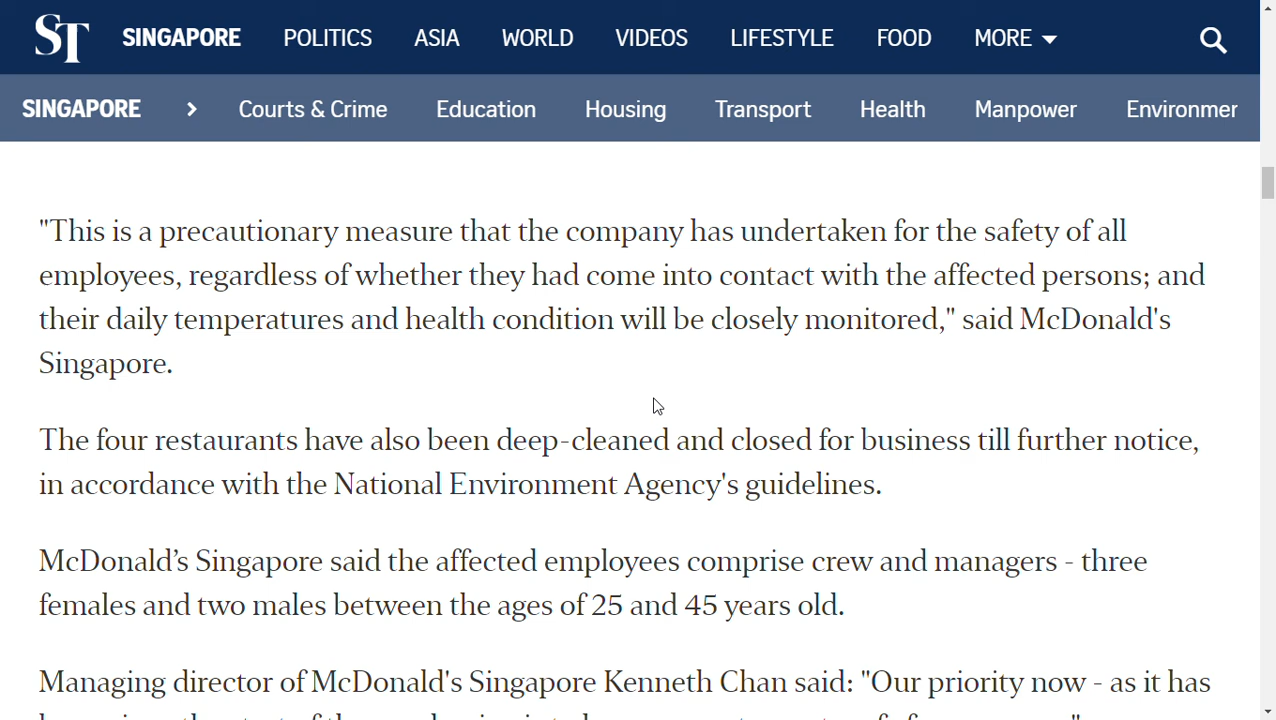 ST SINGAPORE POLITICS ASIA WORLD VIDEOS LIFESTYLE FOOD MORE
SINGAPORE Courts & Crime Education Housing Transport Health Manpower Environmer
"This is a precautionary measure that the company has undertaken for the safety of all
employees, regardless of whether they had come into contact with the affected persons; and
their daily temperatures and health condition will be closely monitored," said McDonald's
Singapore.
The four restaurants have also been deep-cleaned and closed for business till further notice,
in accordance with the National Environment Agency's guidelines.
McDonald’s Singapore said the affected employees comprise crew and managers - three
females and two males between the ages of 25 and 45 years old.
Managing director of McDonald's Singapore Kenneth Chan said: "Our priority now - as it has